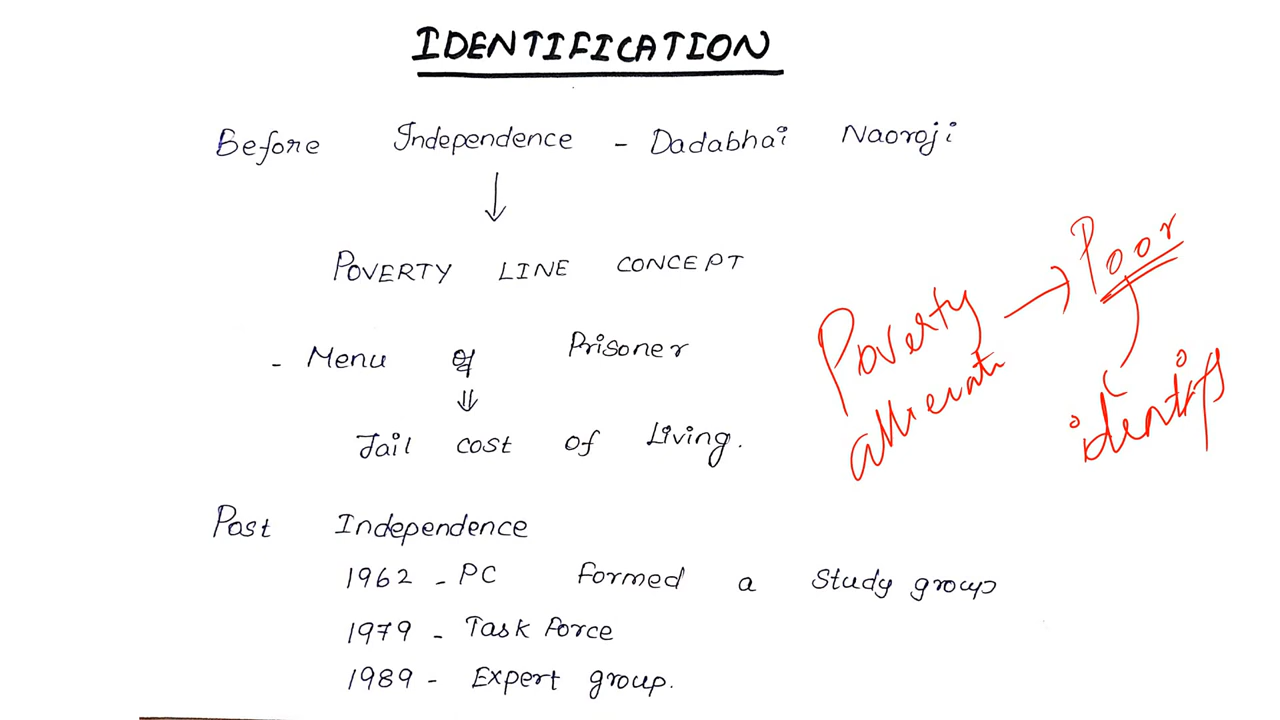 IDENTIFICATION
Before Independence - Dadabhai Naoroji
↓
POVERTY LINE CONCEPT
- Menu of Prisoner
⇓
Jail cost of Living.
Post Independence
1962 - PC formed a study group
1979 - Task Force
1989 - Expert group.
Poverty → Poor
identify